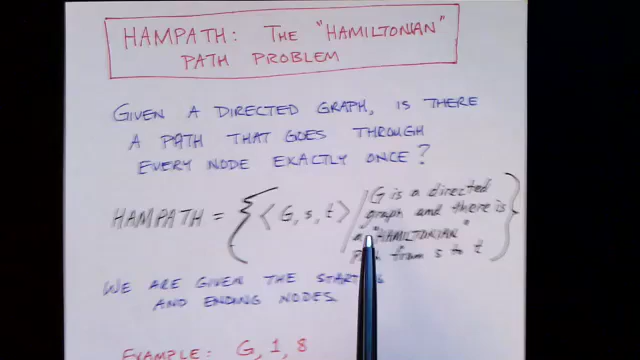 HAMPATH: THE "HAMILTONIAN"
PATH PROBLEM
GIVEN A DIRECTED GRAPH, IS THERE
A PATH THAT GOES THROUGH
EVERY NODE EXACTLY ONCE?
HAMPATH = { < G, s, t > | G is a directed
graph and there is
a "HAMILTONIAN"
path from s to t }
WE ARE GIVEN THE STARTING
AND ENDING NODES.
EXAMPLE: G, 1, 8